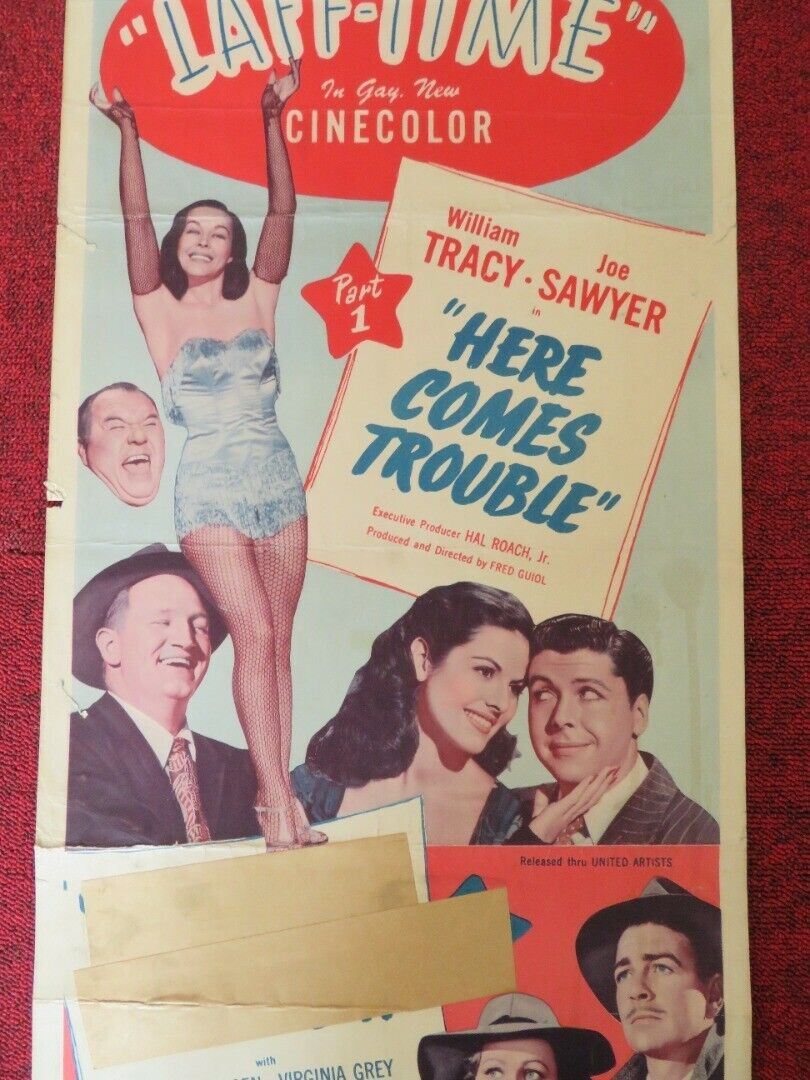 "LAFF-TIME"
In Gay, New
CINECOLOR
William
TRACY · Joe
SAWYER
in
Part
1
"HERE
COMES
TROUBLE"
Executive Producer HAL ROACH, Jr.
Produced and Directed by FRED GUIOL
Released thru UNITED ARTISTS
with
VIRGINIA GREY